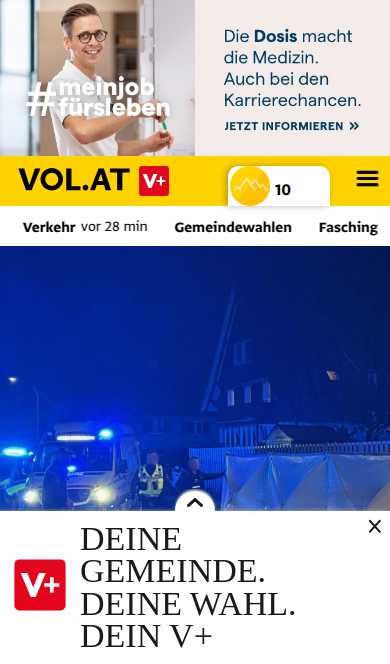 Die Dosis macht
die Medizin.
Auch bei den
Karrierechancen.
#meinjob
fürsleben
JETZT INFORMIEREN »
VOL.AT V+
10
Verkehr vor 28 min Gemeindewahlen Fasching
DEINE
GEMEINDE.
V+
DEINE WAHL.
DEIN V+